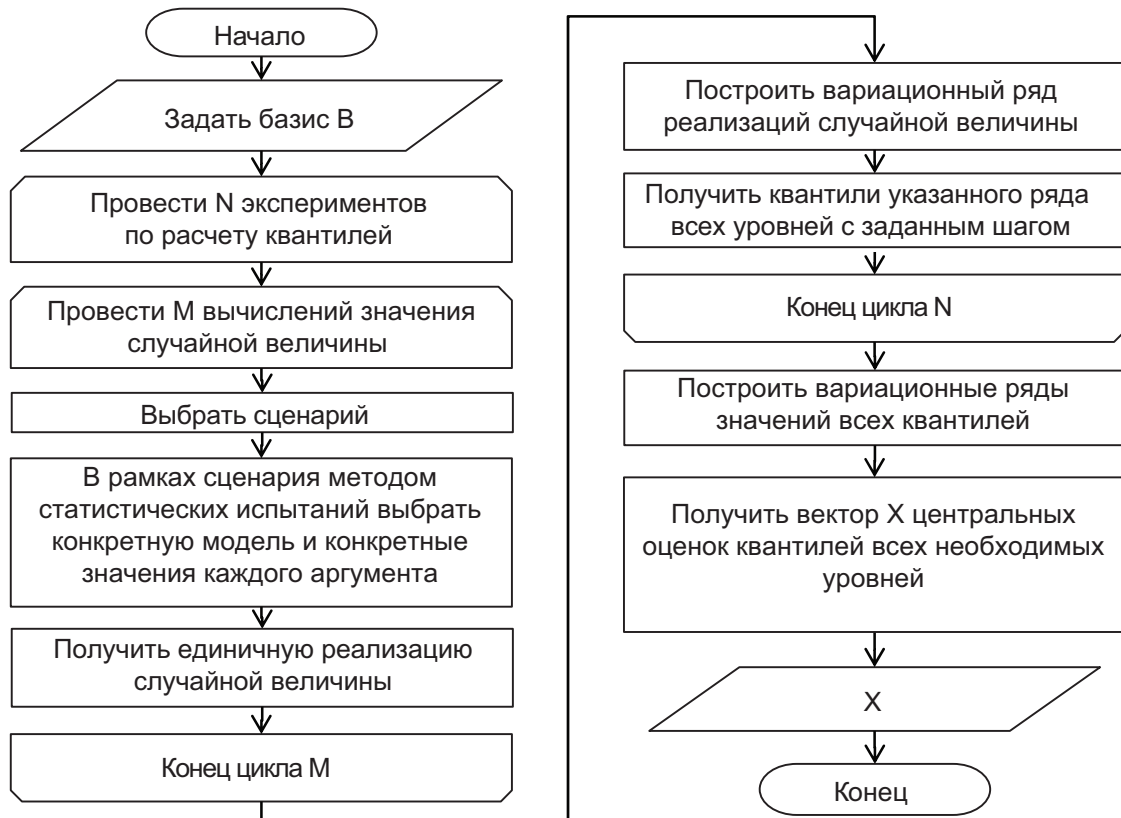 Начало
Задать базис В
Провести N экспериментов
по расчету квантилей
Провести М вычислений значения
случайной величины
Выбрать сценарий
В рамках сценария методом
статистических испытаний выбрать
конкретную модель и конкретные
значения каждого аргумента
Получить единичную реализацию
случайной величины
Конец цикла М
Построить вариационный ряд
реализаций случайной величины
Получить квантили указанного ряда
всех уровней с заданным шагом
Конец цикла N
Построить вариационные ряды
значений всех квантилей
Получить вектор Х центральных
оценок квантилей всех необходимых
уровней
Х
Конец